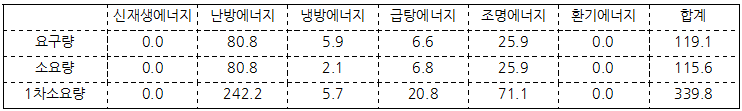 신재생에너지 난방에너지 냉방에너지 급탕에너지 조명에너지 환기에너지 합계
요구량 0.0 80.8 5.9 6.6 25.9 0.0 119.1
소요량 0.0 80.8 2.1 6.8 25.9 0.0 115.6
1차소요량 0.0 242.2 5.7 20.8 71.1 0.0 339.8